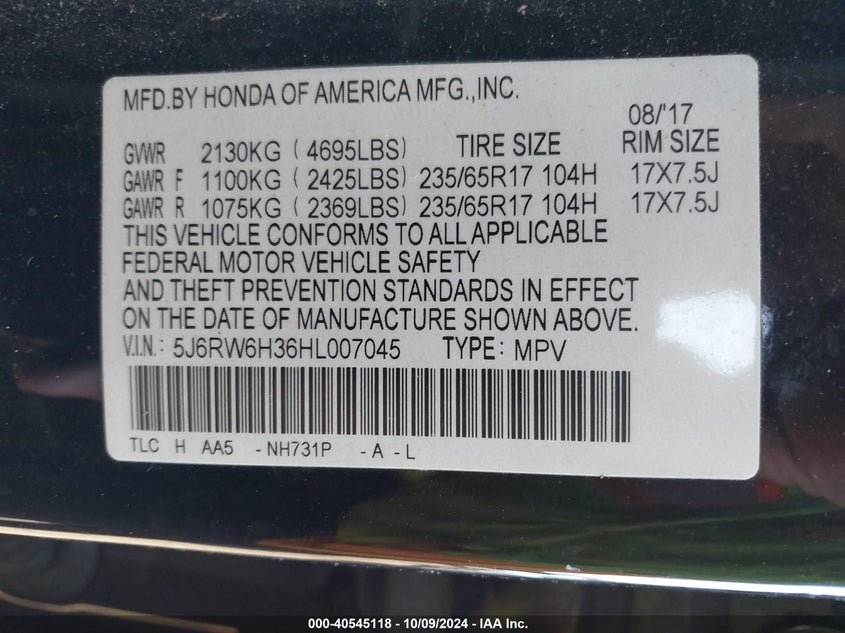 MFD.BY HONDA OF AMERICA MFG.,INC.
08/'17
GVWR 2130KG (4695LBS) TIRE SIZE RIM SIZE
GAWR F 1100KG (2425LBS) 235/65R17 104H 17X7.5J
GAWR R 1075KG (2369LBS) 235/65R17 104H 17X7.5J
THIS VEHICLE CONFORMS TO ALL APPLICABLE
FEDERAL MOTOR VEHICLE SAFETY
AND THEFT PREVENTION STANDARDS IN EFFECT
ON THE DATE OF MANUFACTURE SHOWN ABOVE.
V.I.N.: 5J6RW6H36HL007045 TYPE: MPV
TLC H AA5 -NH731P -A-L
000-40545118 - 10/09/2024 - IAA Inc.